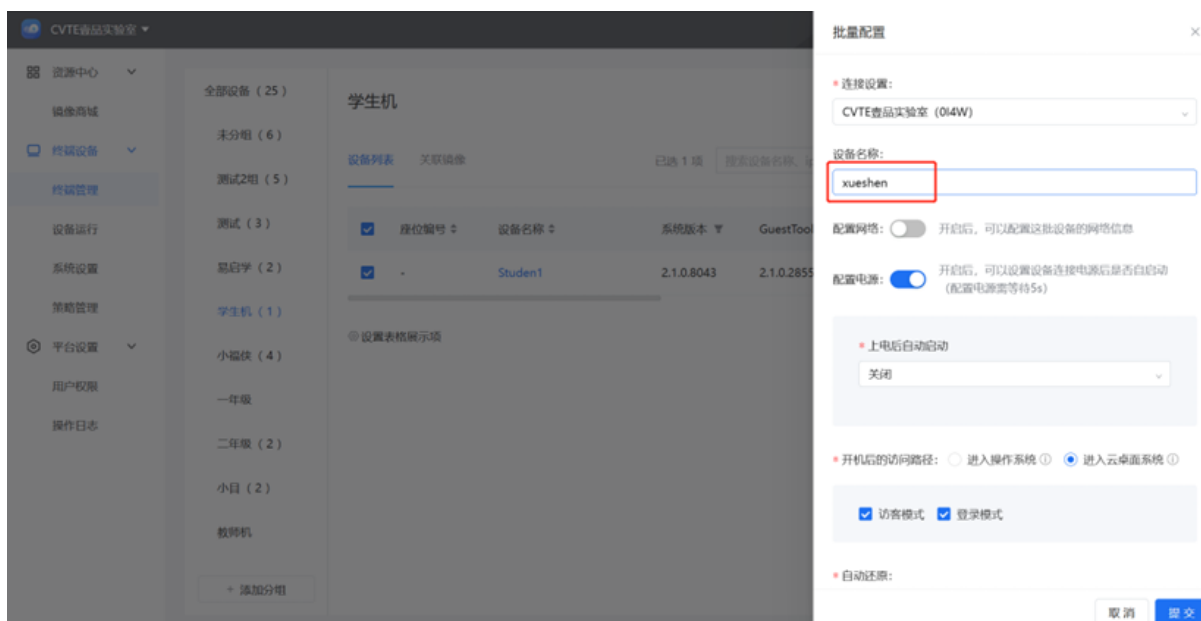 CVTE壹品实验室 ▼
资源中心
镜像商城
终端设备
终端管理
设备运行
系统设置
策略管理
平台设置
用户权限
操作日志
全部设备（25）
未分组（6）
测试2组（5）
测试（3）
易启学（2）
学生机（1）
小福侠（4）
一年级
二年级（2）
小目（2）
教师机
+ 添加分组
学生机
设备列表 关联镜像
已选 1 项 搜索设备名称、ip
座位编号 设备名称 系统版本 GuestTool
- Studen1 2.1.0.8043 2.1.0.2855
设置表格展示项
批量配置
* 连接设置：
CVTE壹品实验室（0I4W）
设备名称：
xueshen
配置网络： 开启后，可以配置这批设备的网络信息
配置电源： 开启后，可以设置设备连接电源后是否自启动
（配置电源需等待5s）
* 上电后自动启动
关闭
* 开机后的访问路径： 进入操作系统 进入云桌面系统
访客模式 登录模式
* 自动还原：
取消 提交